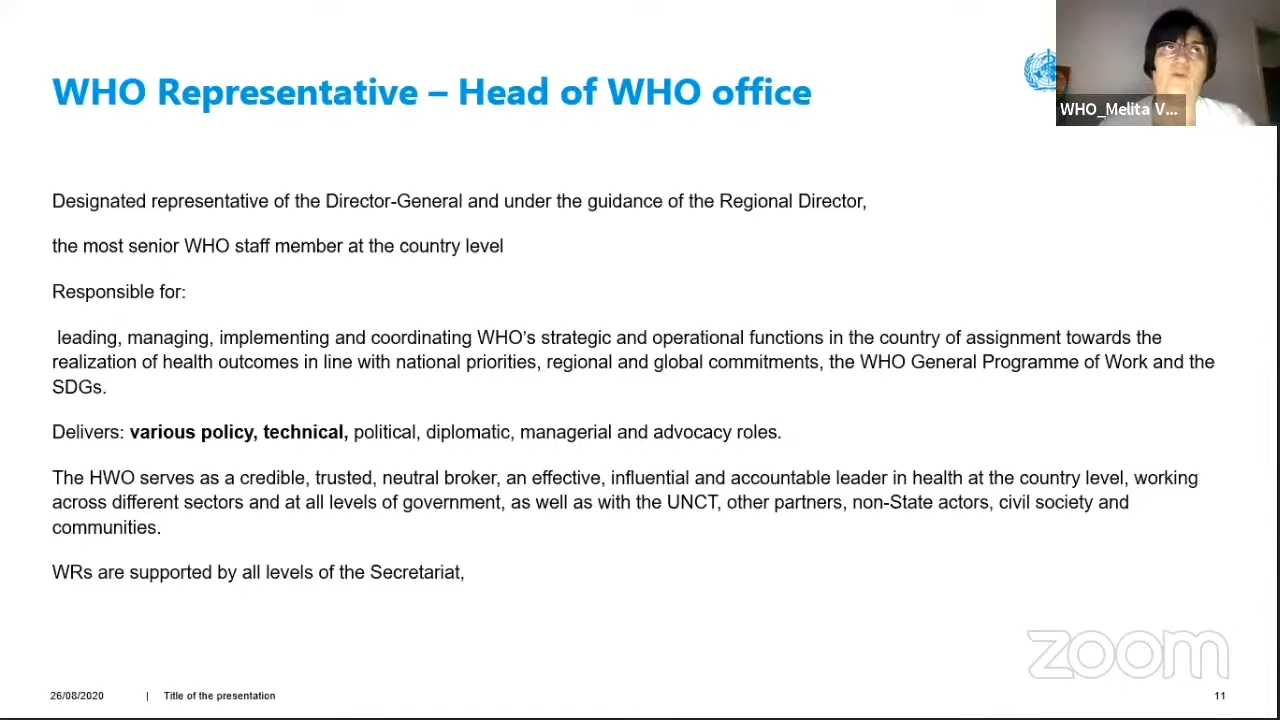 WHO Representative – Head of WHO office
WHO_Melita V...
Designated representative of the Director-General and under the guidance of the Regional Director,
the most senior WHO staff member at the country level
Responsible for:
leading, managing, implementing and coordinating WHO's strategic and operational functions in the country of assignment towards the
realization of health outcomes in line with national priorities, regional and global commitments, the WHO General Programme of Work and the
SDGs.
Delivers: various policy, technical, political, diplomatic, managerial and advocacy roles.
The HWO serves as a credible, trusted, neutral broker, an effective, influential and accountable leader in health at the country level, working
across different sectors and at all levels of government, as well as with the UNCT, other partners, non-State actors, civil society and
communities.
WRs are supported by all levels of the Secretariat,
zoom
26/08/2020 | Title of the presentation 11